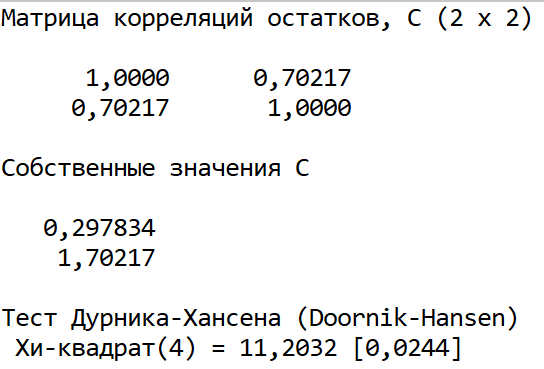 Матрица корреляций остатков, C (2 x 2)
1,0000 0,70217
0,70217 1,0000
Собственные значения C
0,297834
1,70217
Тест Дурника-Хансена (Doornik-Hansen)
Хи-квадрат(4) = 11,2032 [0,0244]